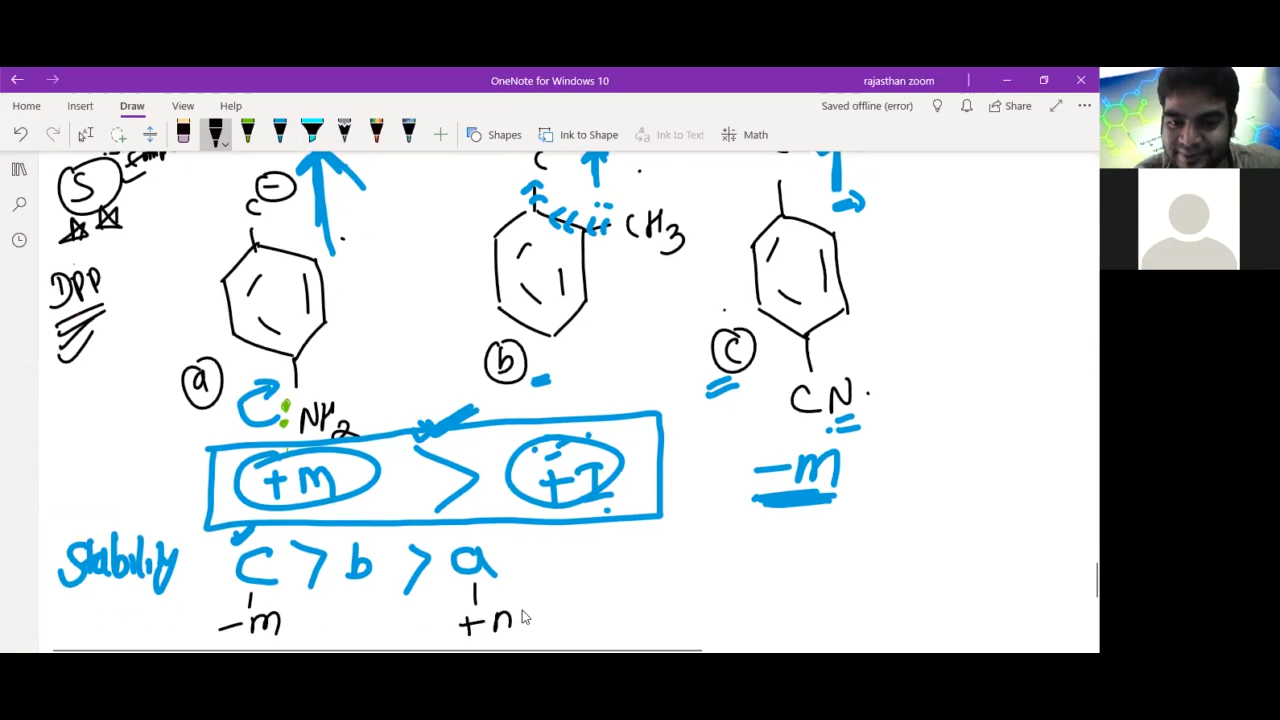 OneNote for Windows 10
rajasthan zoom
Home Insert Draw View Help
Saved offline (error)
Share
Shapes
Ink to Shape
Ink to Text
Math
S
DPP
C
−
C
CH3
a
b
c
:NH2
CN
+m > +I
−m
Stability c > b > a
−m
+n